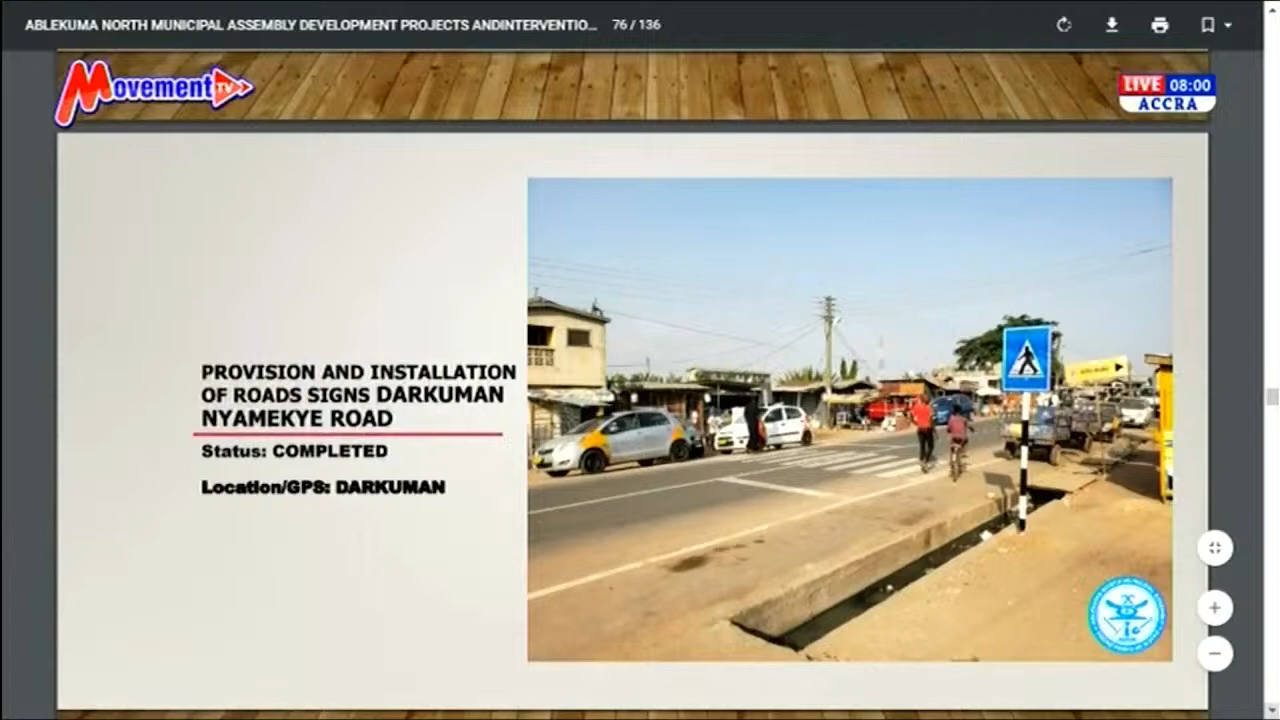 ABLEKUMA NORTH MUNICIPAL ASSEMBLY DEVELOPMENT PROJECTS ANDINTERVENTIO... 76 / 136
Movement TV
LIVE 08:00
ACCRA
PROVISION AND INSTALLATION
OF ROADS SIGNS DARKUMAN
NYAMEKYE ROAD
Status: COMPLETED
Location/GPS: DARKUMAN